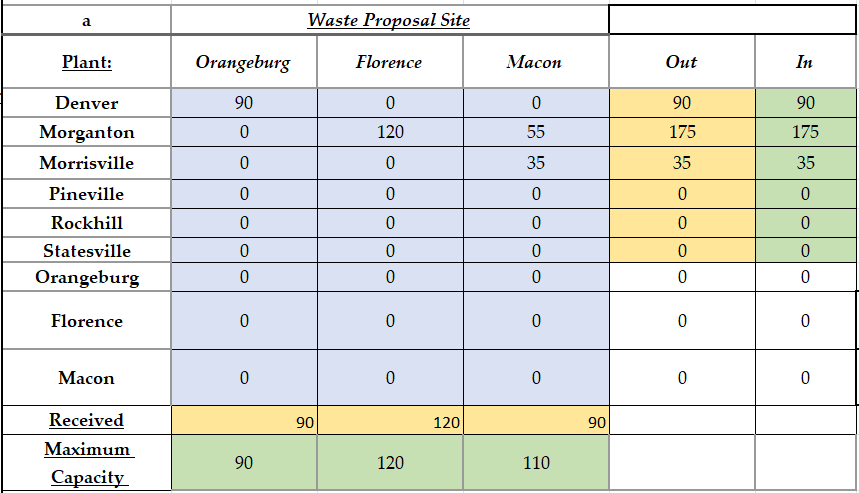 a Waste Proposal Site
Plant: Orangeburg Florence Macon Out In
Denver 90 0 0 90 90
Morganton 0 120 55 175 175
Morrisville 0 0 35 35 35
Pineville 0 0 0 0 0
Rockhill 0 0 0 0 0
Statesville 0 0 0 0 0
Orangeburg 0 0 0 0 0
Florence 0 0 0 0 0
Macon 0 0 0 0 0
Received 90 120 90
Maximum
Capacity 90 120 110